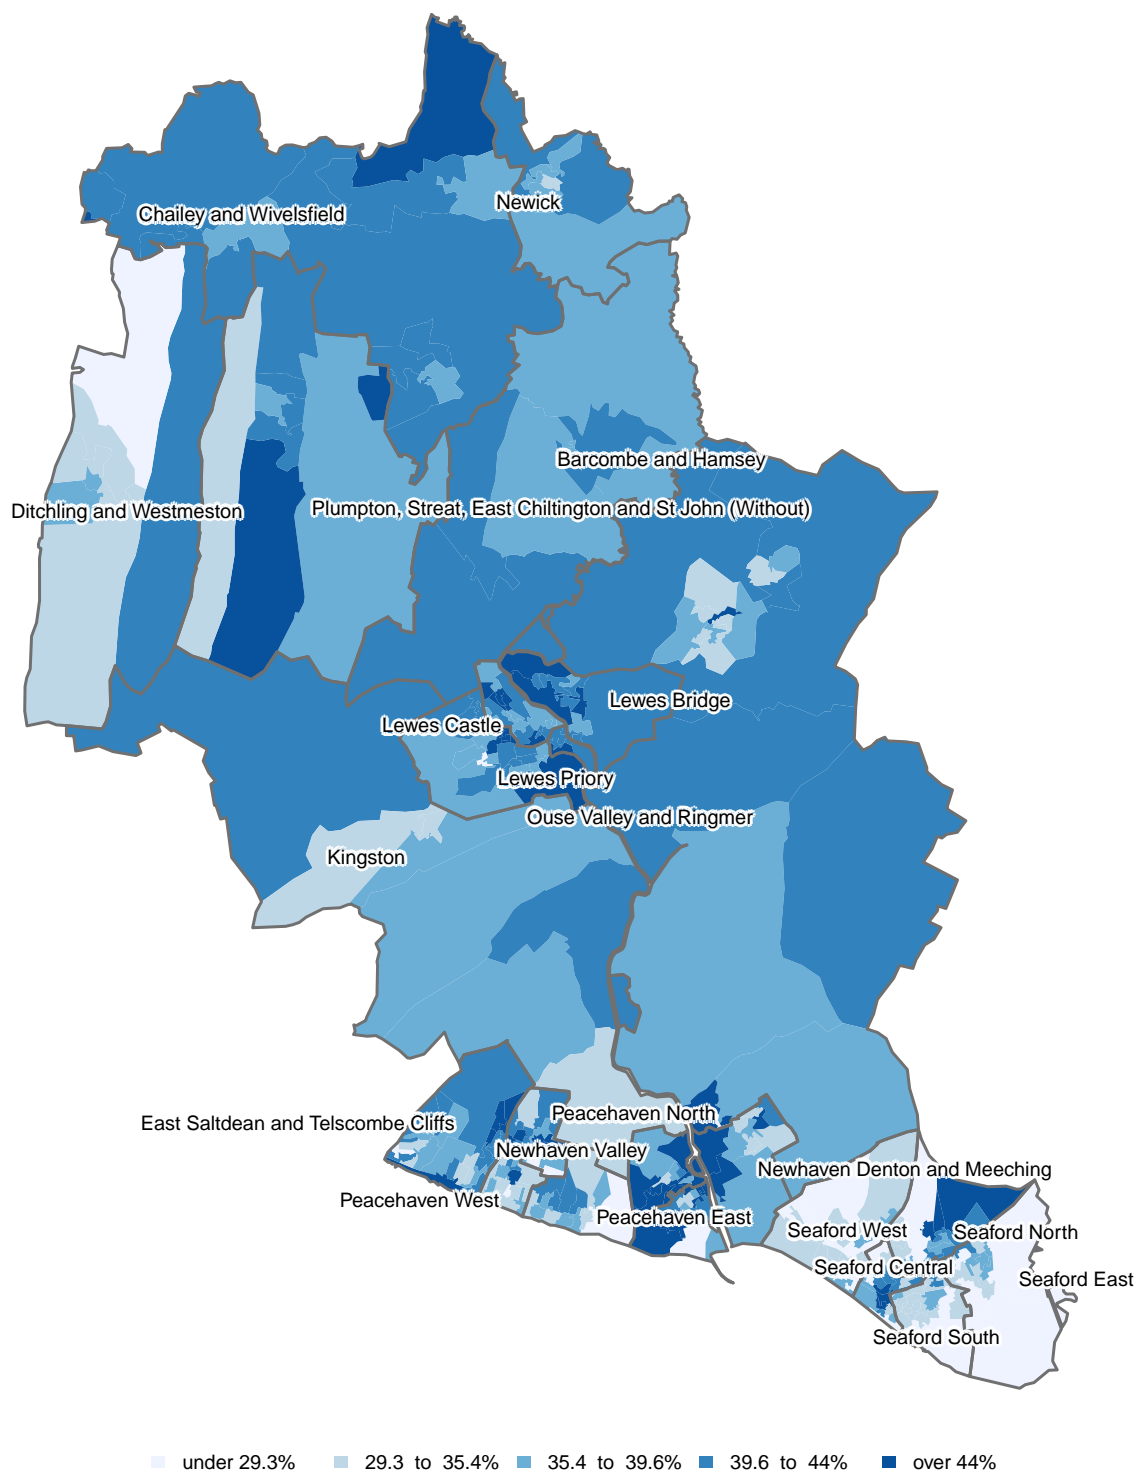 Newick
Chailey and Wivelsfield
Barcombe and Hamsey
Ditchling and Westmeston
Plumpton, Streat, East Chiltington and St John (Without)
Lewes Bridge
Lewes Castle
Lewes Priory
Ouse Valley and Ringmer
Kingston
Peacehaven North
East Saltdean and Telscombe Cliffs
Newhaven Valley
Newhaven Denton and Meeching
Peacehaven West
Peacehaven East
Seaford West
Seaford North
Seaford Central
Seaford East
Seaford South
under 29.3% 29.3 to 35.4% 35.4 to 39.6% 39.6 to 44% over 44%